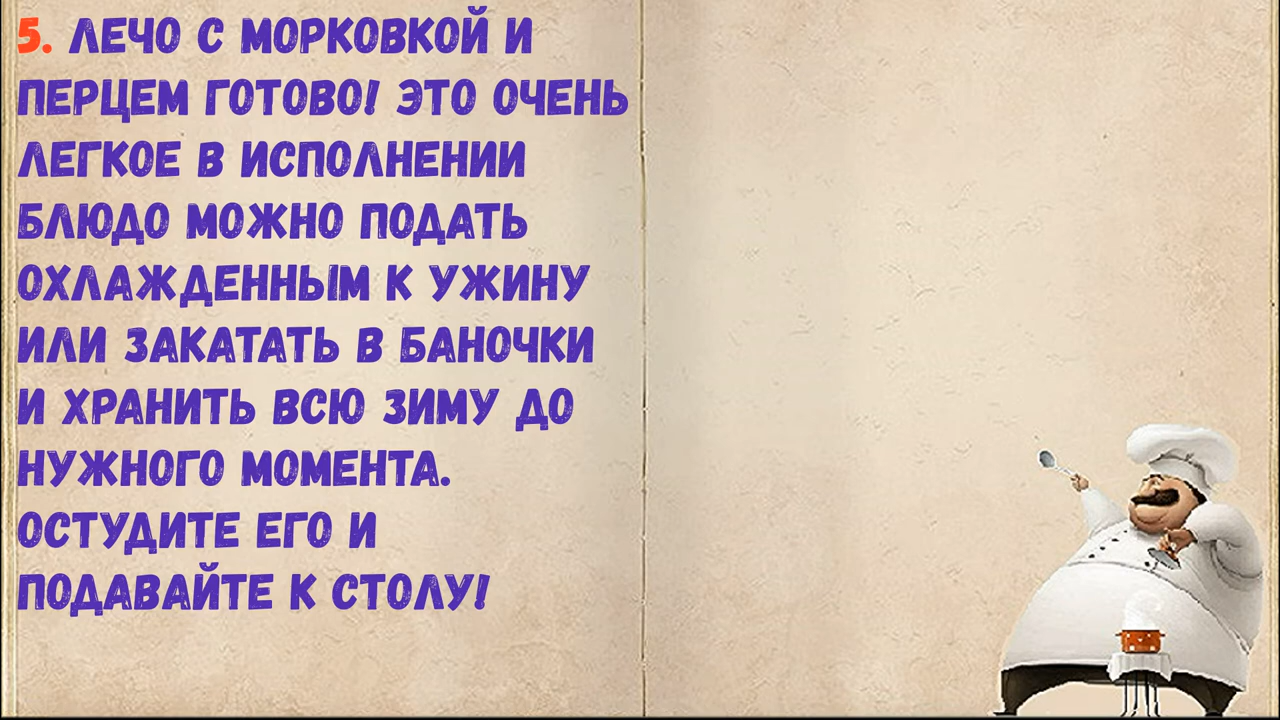 5. ЛЕЧО С МОРКОВКОЙ И
ПЕРЦЕМ ГОТОВО! ЭТО ОЧЕНЬ
ЛЕГКОЕ В ИСПОЛНЕНИИ
БЛЮДО МОЖНО ПОДАТЬ
ОХЛАЖДЕННЫМ К УЖИНУ
ИЛИ ЗАКАТАТЬ В БАНОЧКИ
И ХРАНИТЬ ВСЮ ЗИМУ ДО
НУЖНОГО МОМЕНТА.
ОСТУДИТЕ ЕГО И
ПОДАВАЙТЕ К СТОЛУ!